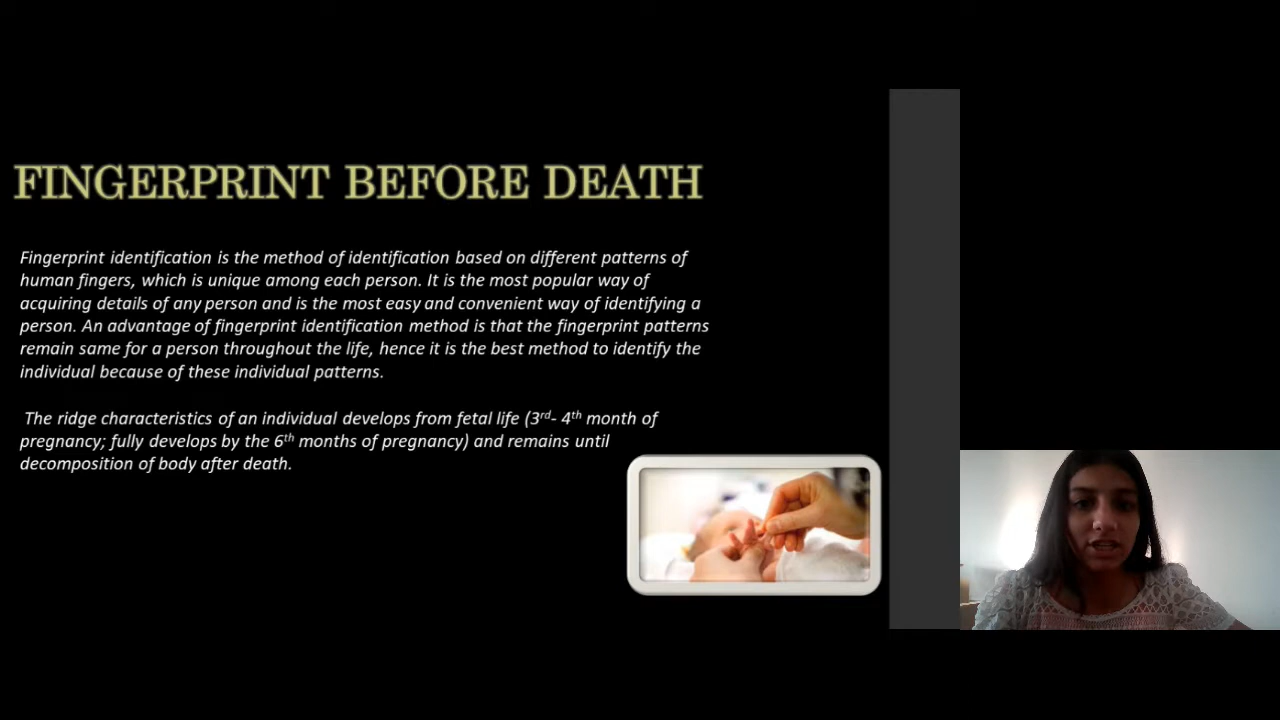 FINGERPRINT BEFORE DEATH
Fingerprint identification is the method of identification based on different patterns of
human fingers, which is unique among each person. It is the most popular way of
acquiring details of any person and is the most easy and convenient way of identifying a
person. An advantage of fingerprint identification method is that the fingerprint patterns
remain same for a person throughout the life, hence it is the best method to identify the
individual because of these individual patterns.
The ridge characteristics of an individual develops from fetal life (3rd- 4th month of
pregnancy; fully develops by the 6th months of pregnancy) and remains until
decomposition of body after death.